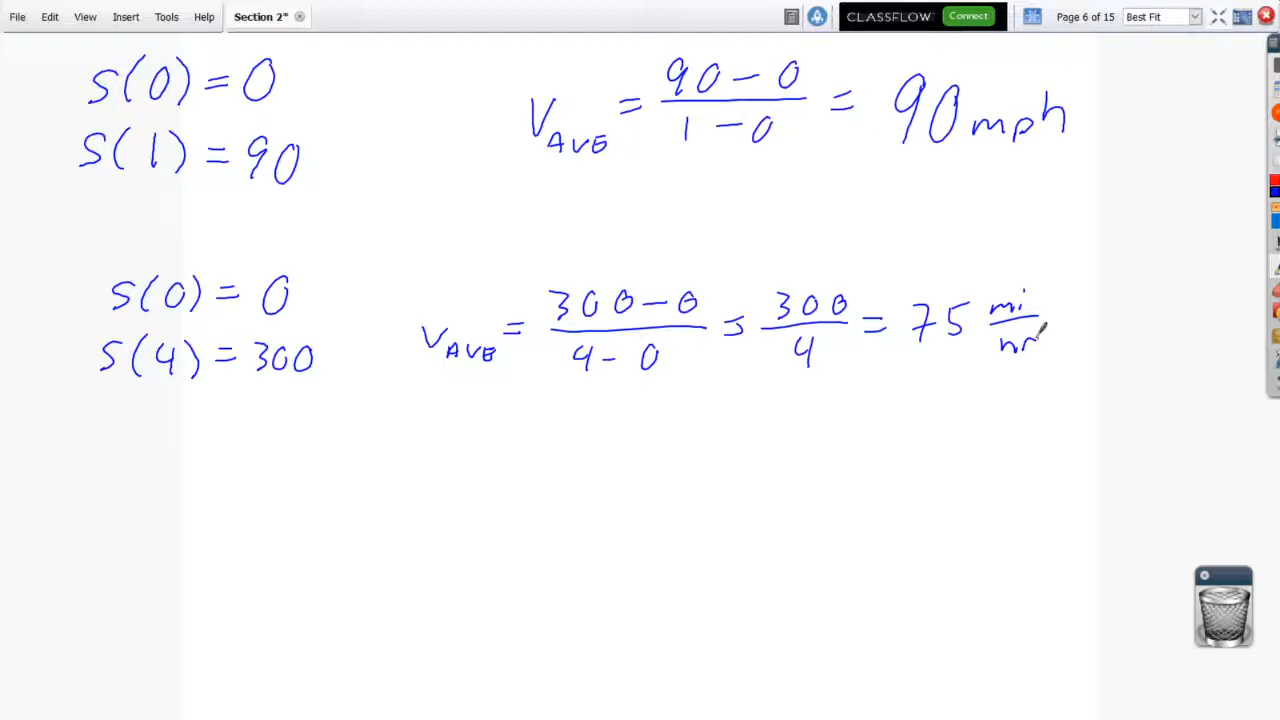 File Edit View Insert Tools Help Section 2* CLASSFLOW Connect Page 6 of 15 Best Fit
s(0) = 0
s(1) = 90
V_AVE = (90 - 0)/(1 - 0) = 90 mph
s(0) = 0
s(4) = 300
V_AVE = (300 - 0)/(4 - 0) = 300/4 = 75 mi/hr